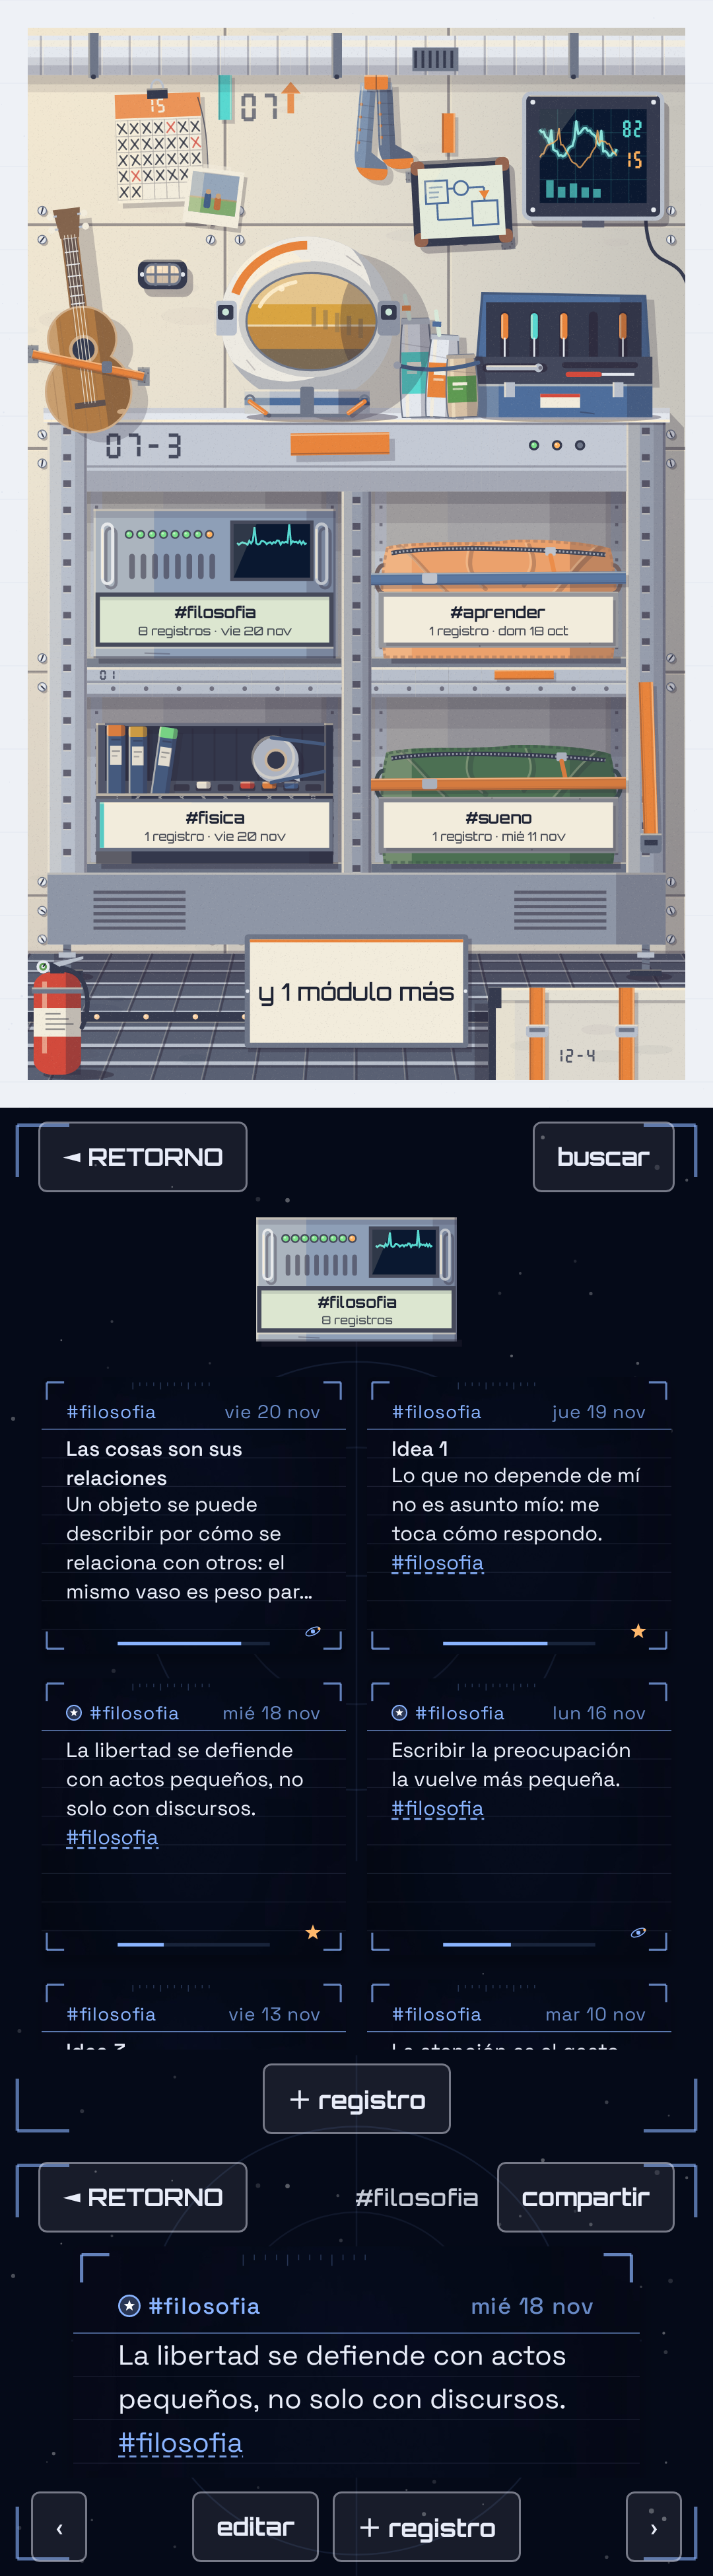 15
07
82
15
07-3
#filosofia
8 registros · vie 20 nov
#aprender
1 registro · dom 18 oct
01
#fisica
1 registro · vie 20 nov
#sueno
1 registro · mié 11 nov
y 1 módulo más
12-4
◄ RETORNO
buscar
#filosofia
8 registros
#filosofia vie 20 nov
Las cosas son sus
relaciones
Un objeto se puede
describir por cómo se
relaciona con otros: el
mismo vaso es peso par...
#filosofia jue 19 nov
Idea 1
Lo que no depende de mí
no es asunto mío: me
toca cómo respondo.
#filosofia
#filosofia mié 18 nov
La libertad se defiende
con actos pequeños, no
solo con discursos.
#filosofia
#filosofia lun 16 nov
Escribir la preocupación
la vuelve más pequeña.
#filosofia
#filosofia vie 13 nov
Idea 3
#filosofia mar 10 nov
La atención es el gesto
+ registro
◄ RETORNO
#filosofia
compartir
#filosofia mié 18 nov
La libertad se defiende con actos
pequeños, no solo con discursos.
#filosofia
‹
editar
+ registro
›